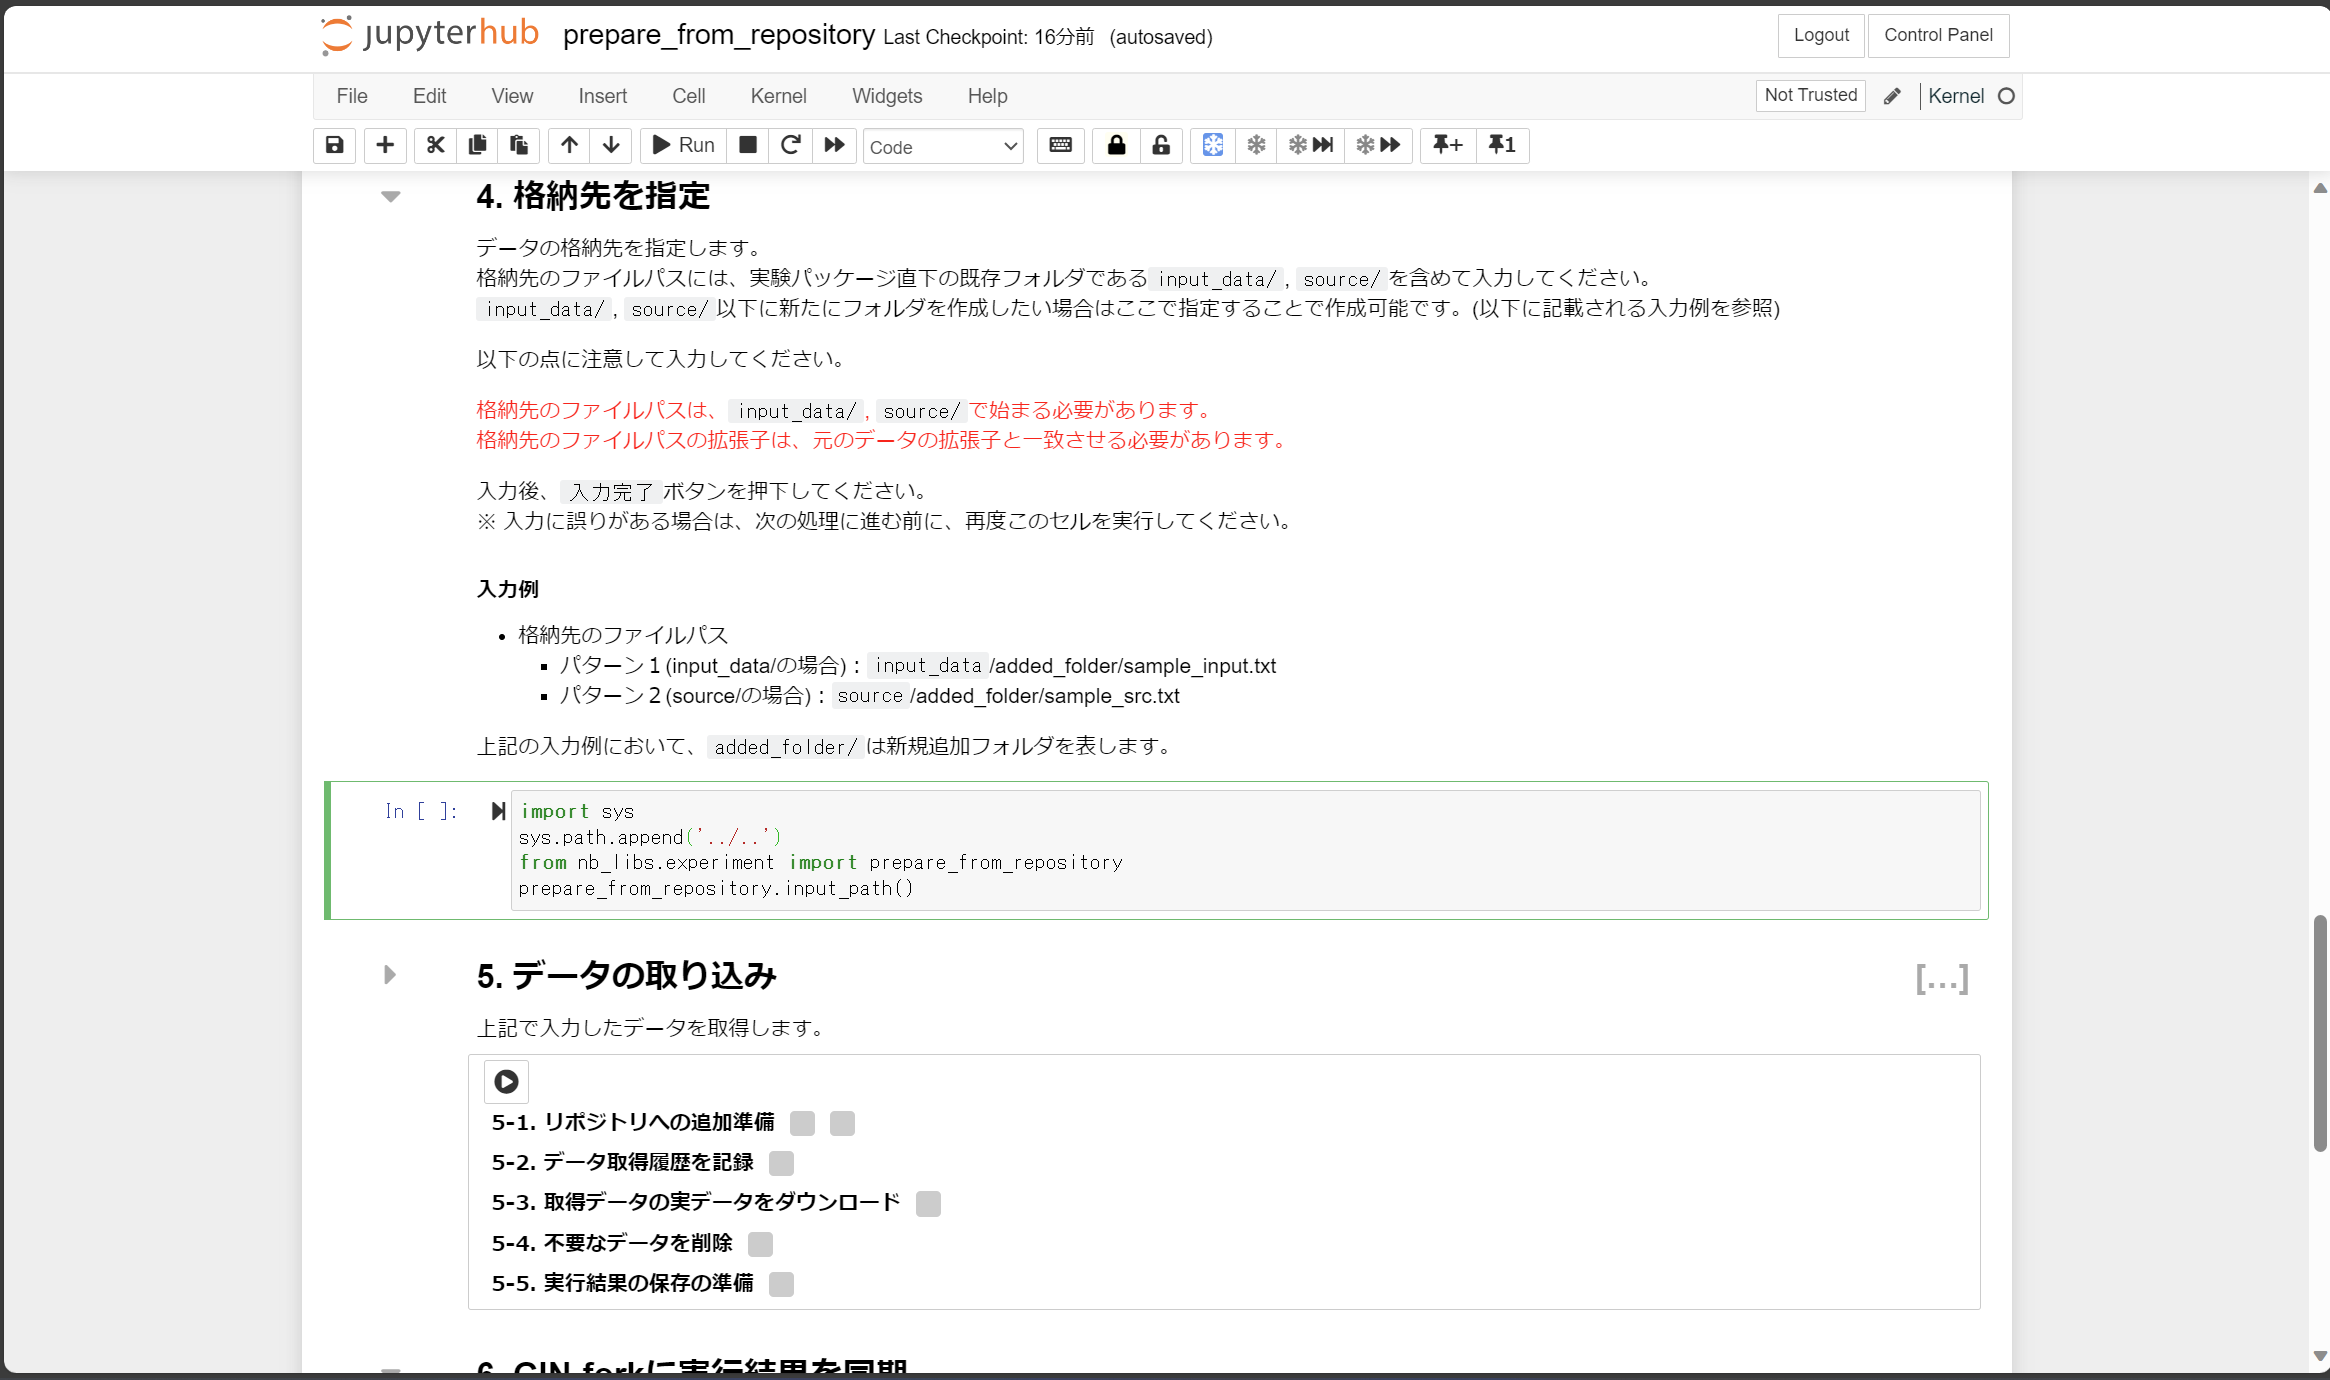 jupyterhub prepare_from_repository Last Checkpoint: 16分前 (autosaved) Logout Control Panel
File Edit View Insert Cell Kernel Widgets Help Not Trusted Kernel
Run Code + 1
4. 格納先を指定
データの格納先を指定します。
格納先のファイルパスには、実験パッケージ直下の既存フォルダである input_data/, source/ を含めて入力してください。
input_data/, source/ 以下に新たにフォルダを作成したい場合はここで指定することで作成可能です。(以下に記載される入力例を参照)
以下の点に注意して入力してください。
格納先のファイルパスは、 input_data/, source/ で始まる必要があります。
格納先のファイルパスの拡張子は、元のデータの拡張子と一致させる必要があります。
入力後、 入力完了 ボタンを押下してください。
※ 入力に誤りがある場合は、次の処理に進む前に、再度このセルを実行してください。
入力例
• 格納先のファイルパス
▪ パターン１(input_data/の場合) : input_data /added_folder/sample_input.txt
▪ パターン２(source/の場合) : source /added_folder/sample_src.txt
上記の入力例において、 added_folder/ は新規追加フォルダを表します。
In [ ]: import sys
sys.path.append('../..')
from nb_libs.experiment import prepare_from_repository
prepare_from_repository.input_path()
5. データの取り込み [...]
上記で入力したデータを取得します。
5-1. リポジトリへの追加準備
5-2. データ取得履歴を記録
5-3. 取得データの実データをダウンロード
5-4. 不要なデータを削除
5-5. 実行結果の保存の準備
6. GIN-forkに実行結果を同期